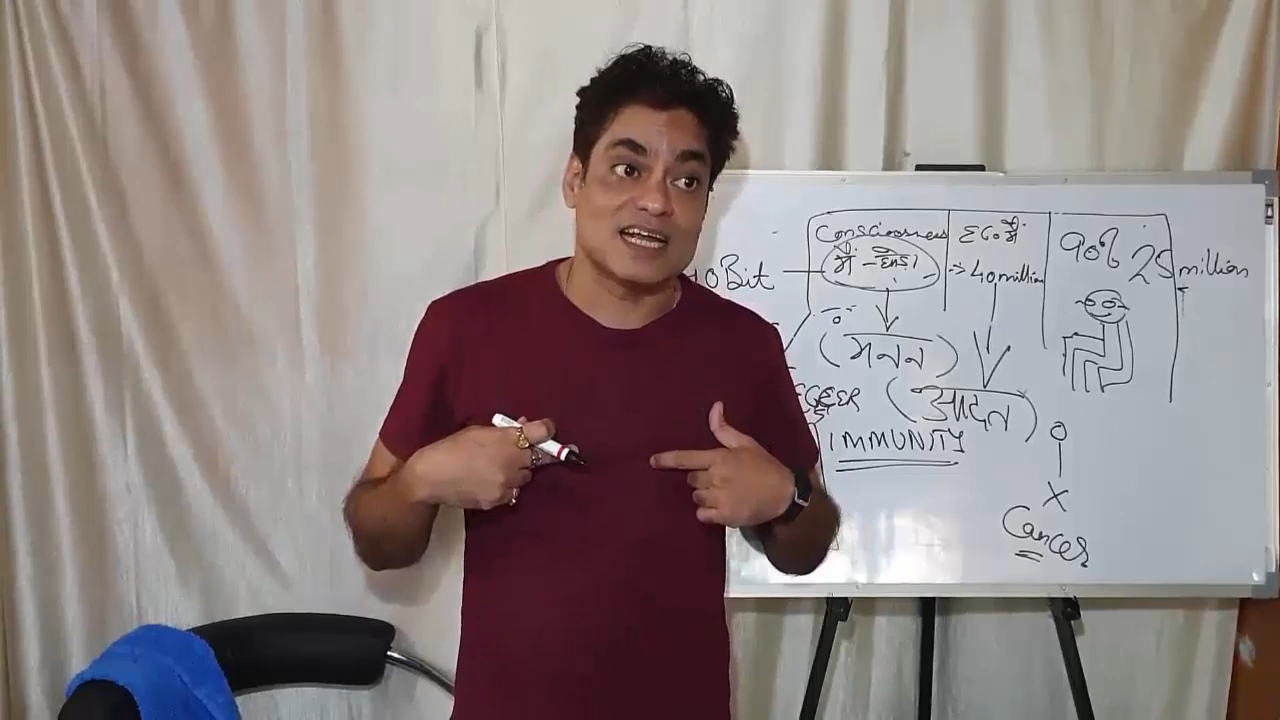 Consciousness
40 million
90% 25 million
40 Bit
मनन
आदत
IMMUNITY
Cancer